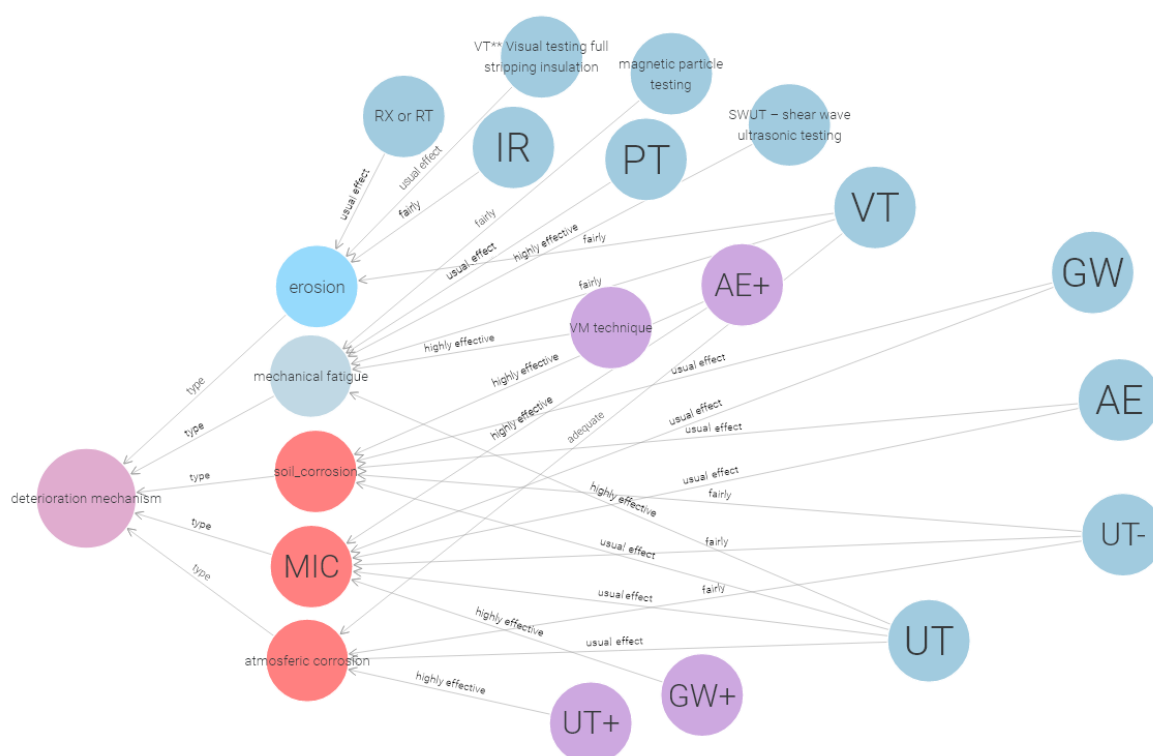 VT** Visual testing full
stripping insulation
magnetic particle
testing
RX or RT
IR
PT
SWUT – shear wave
ultrasonic testing
VT
usual effect
usual effect
fairly
fairly
usual effect
highly effective
fairly
erosion
AE+
GW
fairly
VM technique
highly effective
mechanical fatigue
highly effective
usual effect
type
type
AE
usual effect
usual effect
highly effective
adequate
soil_corrosion
type
deterioration mechanism
usual effect
highly effective
fairly
UT-
type
MIC
fairly
usual effect
type
fairly
usual effect
highly effective
UT
usual effect
atmosferic corrosion
highly effective
GW+
UT+